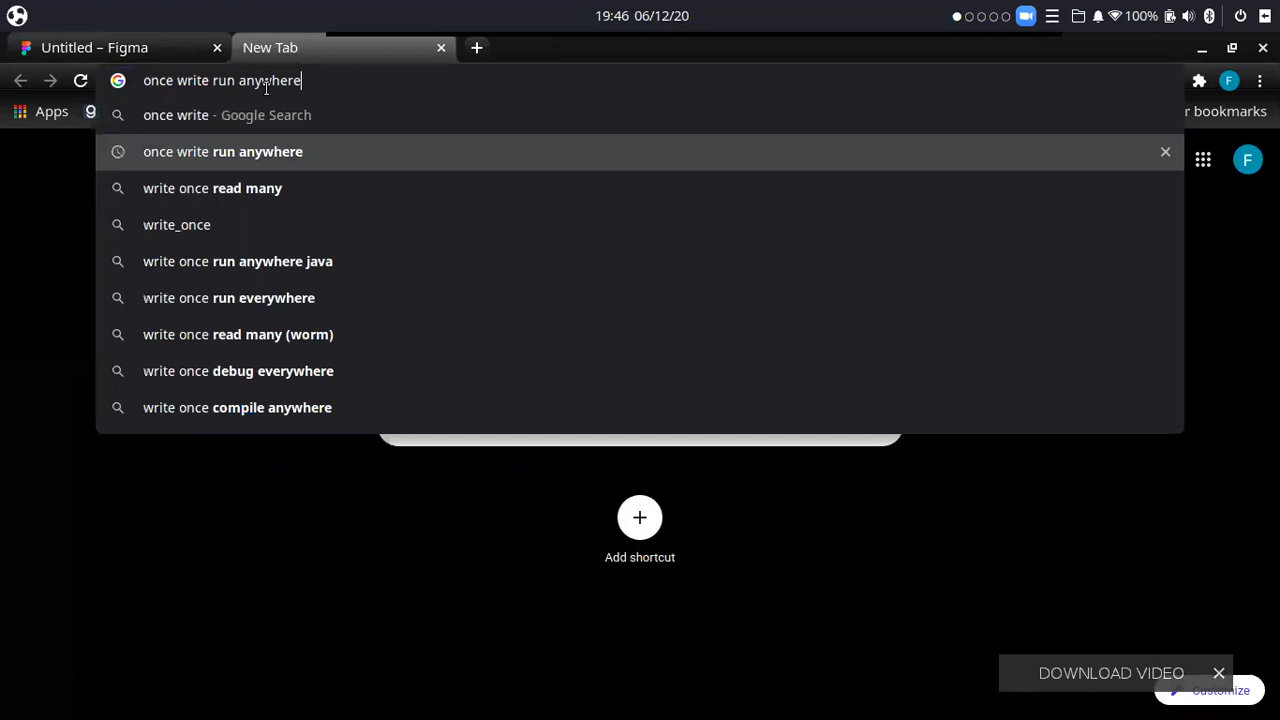 19:46 06/12/20
100%
Untitled – Figma
New Tab
once write run anywhere
F
Apps
r bookmarks
once write - Google Search
once write run anywhere
F
write once read many
write_once
write once run anywhere java
write once run everywhere
write once read many (worm)
write once debug everywhere
write once compile anywhere
Add shortcut
DOWNLOAD VIDEO
Customize